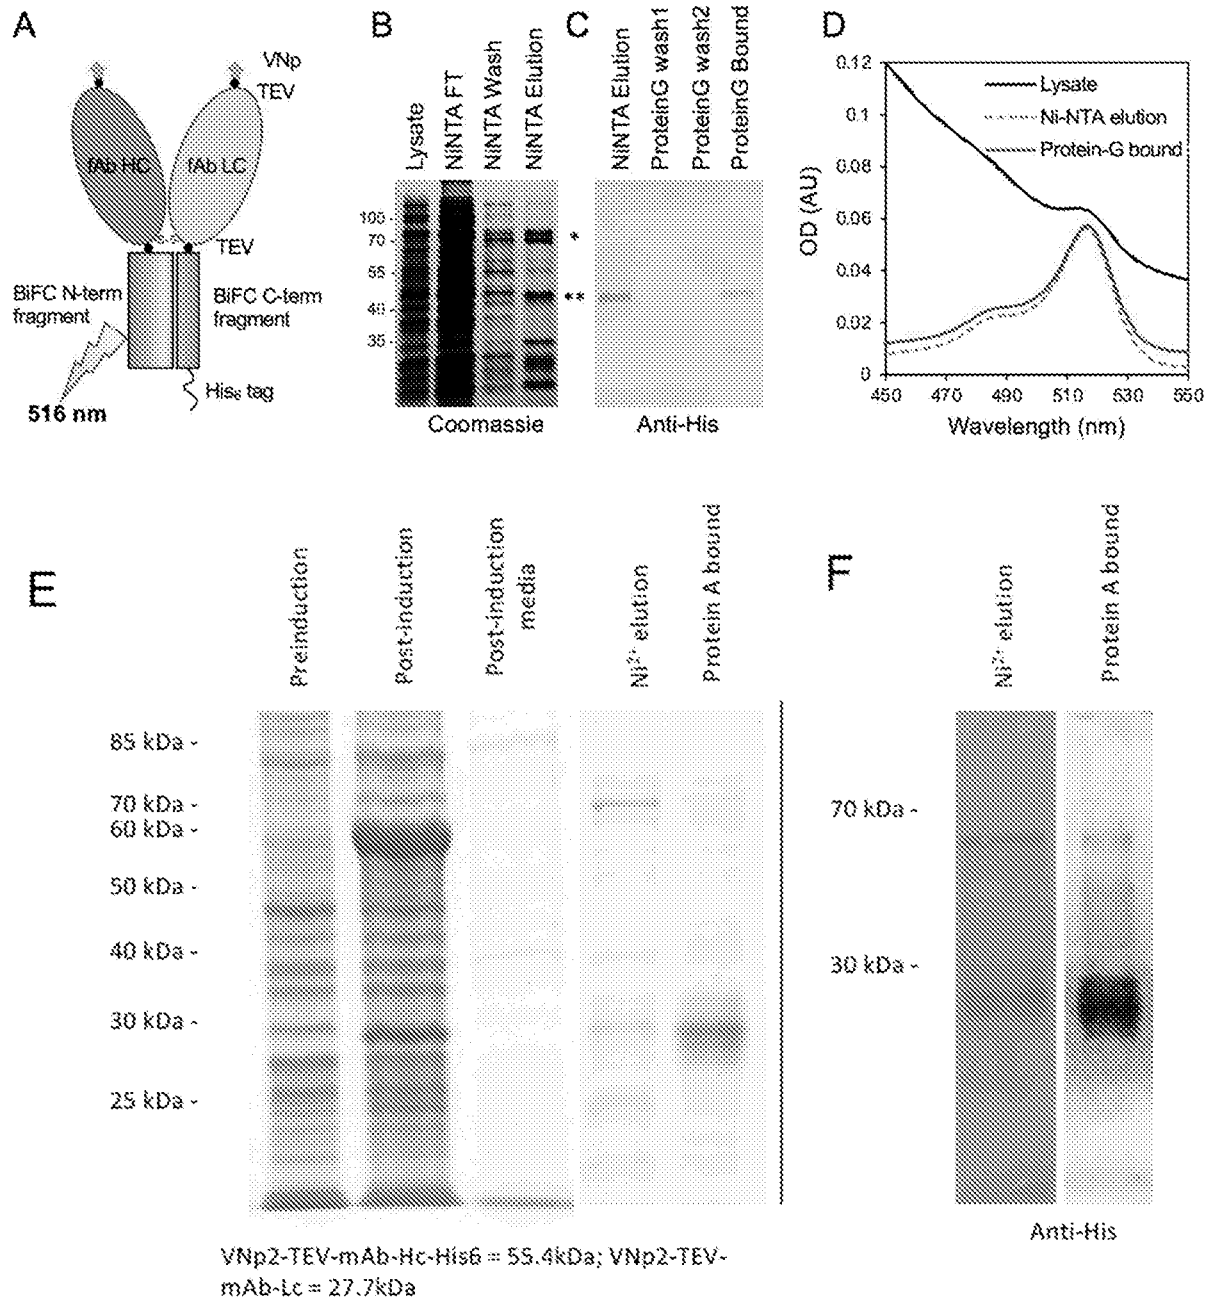 A
VNp
TEV
fAb HC
fAb LC
TEV
BiFC N-term
fragment
BiFC C-term
fragment
His6 tag
516 nm
B
Lysate
NiNTA FT
NiNTA Wash
NiNTA Elution
100 -
70 -
55 -
40 -
35 -
*
**
Coomassie
C
NiNTA Elution
ProteinG wash1
ProteinG wash2
ProteinG Bound
Anti-His
D
0.12
0.1
0.08
0.06
0.04
0.02
0
OD (AU)
Lysate
Ni-NTA elution
Protein-G bound
450 470 490 510 530 550
Wavelength (nm)
E
Preinduction
Post-induction
Post-induction
media
Ni2+ elution
Protein A bound
85 kDa -
70 kDa -
60 kDa -
50 kDa -
40 kDa -
30 kDa -
25 kDa -
VNp2-TEV-mAb-Hc-His6 = 55.4kDa; VNp2-TEV-
mAb-Lc = 27.7kDa
F
Ni2+ elution
Protein A bound
70 kDa -
30 kDa -
Anti-His